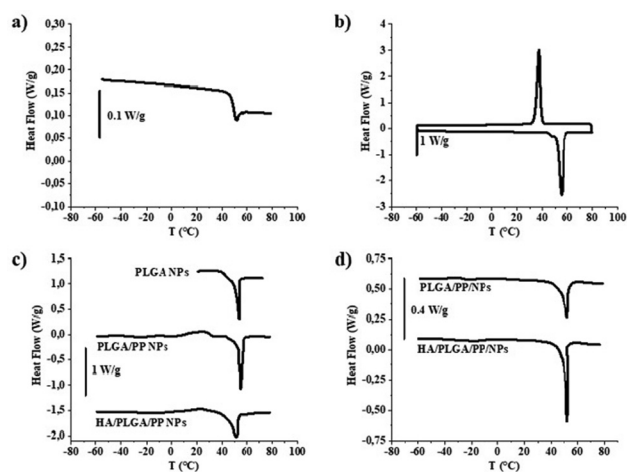 a)
0,30
0,25
0,20
0,15
0,10
0,05
0,00
-0,05
-0,10
Heat Flow (W/g)
0.1 W/g
-80 -60 -40 -20 0 20 40 60 80 100
T (°C)
b)
4
3
2
1
0
-1
-2
-3
Heat Flow (W/g)
1 W/g
-80 -60 -40 -20 0 20 40 60 80 100
T (°C)
c)
1,5
1,0
0,5
0,0
-0,5
-1,0
-1,5
-2,0
Heat Flow (W/g)
PLGA NPs
PLGA/PP NPs
1 W/g
HA/PLGA/PP NPs
-80 -60 -40 -20 0 20 40 60 80 100
T (°C)
d)
0,75
0,50
0,25
0,00
0,25
0,50
0,75
Heat Flow (W/g)
PLGA/PP/NPs
0.4 W/g
HA/PLGA/PP/NPs
-80 -60 -40 -20 0 20 40 60 80 100
T (°C)